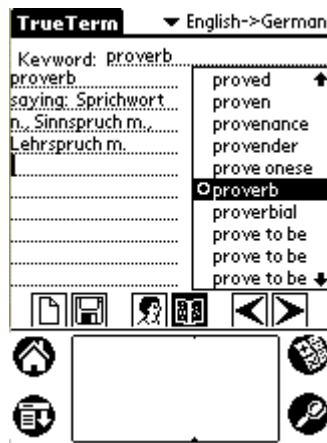 TrueTerm
English->German
Keyword: proverb
proverb
saying: Sprichwort
n., Sinnspruch m.,
Lehrspruch m.
proved
proven
provenance
provender
prove onese
proverb
proverbial
prove to be
prove to be
prove to be